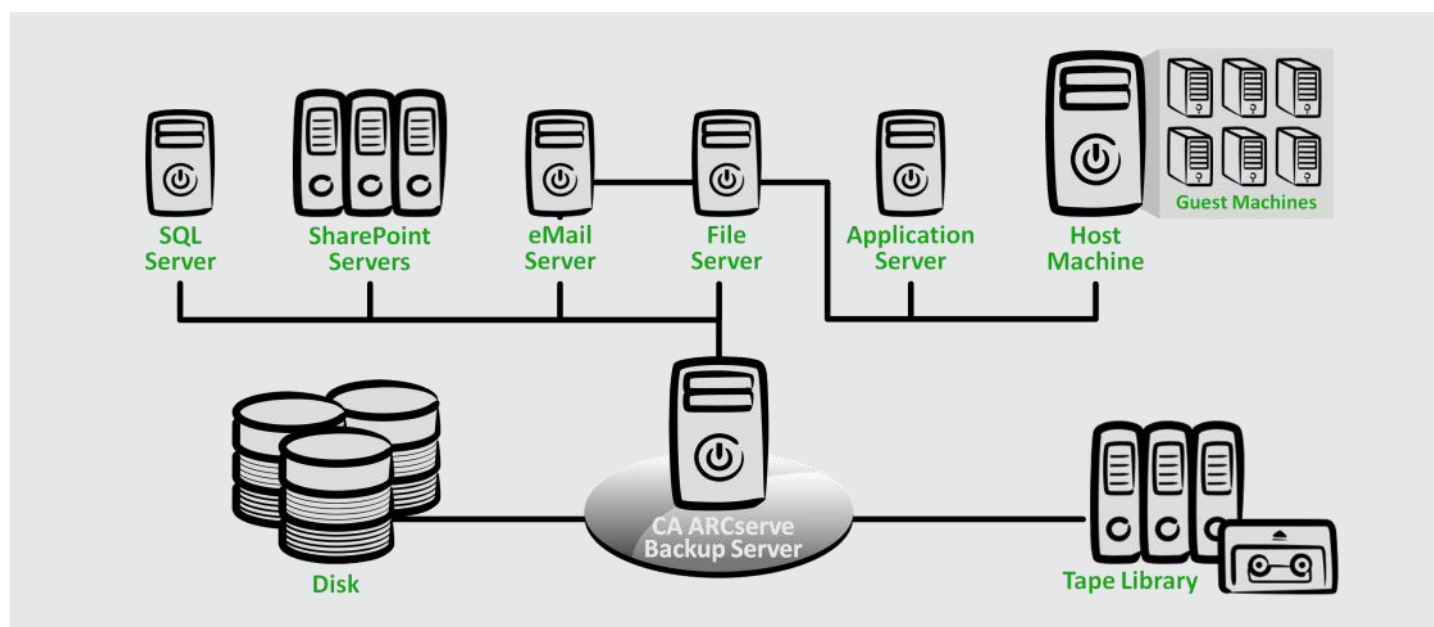 Guest Machines
SQL
Server
SharePoint
Servers
eMail
Server
File
Server
Application
Server
Host
Machine
CA ARCserve
Backup Server
Disk
Tape Library